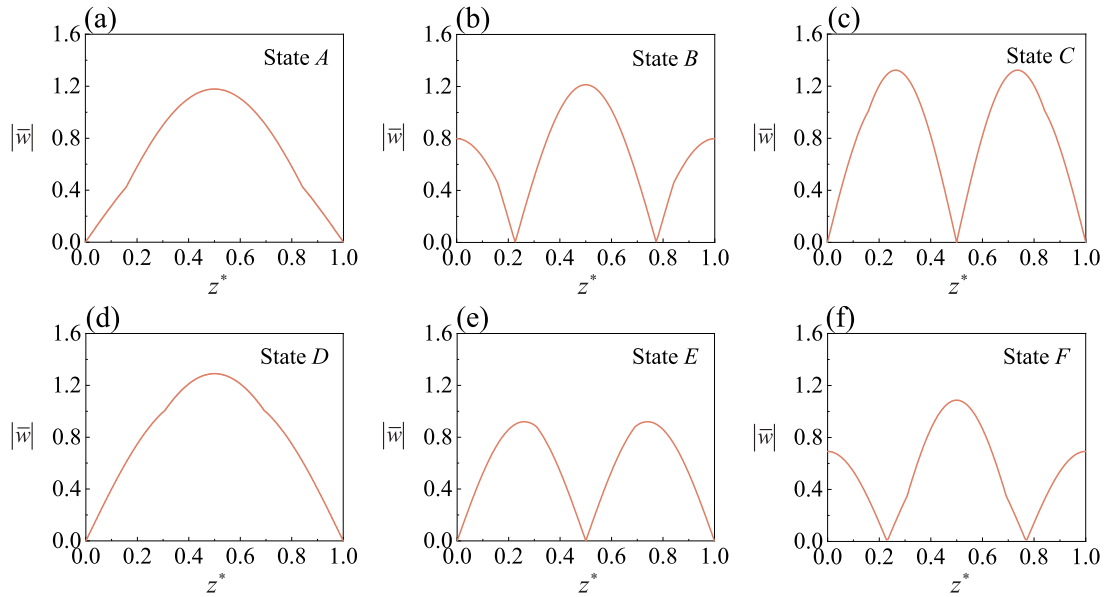 (a) (b) (c)
1.6 1.6 1.6
State A State B State C
1.2 1.2 1.2
|w̅| 0.8 |w̅| 0.8 |w̅| 0.8
0.4 0.4 0.4
0.0 0.0 0.0
0.0 0.2 0.4 0.6 0.8 1.0 0.0 0.2 0.4 0.6 0.8 1.0 0.0 0.2 0.4 0.6 0.8 1.0
z* z* z*
(d) (e) (f)
1.6 1.6 1.6
State D State E State F
1.2 1.2 1.2
|w̅| 0.8 |w̅| 0.8 |w̅| 0.8
0.4 0.4 0.4
0.0 0.0 0.0
0.0 0.2 0.4 0.6 0.8 1.0 0.0 0.2 0.4 0.6 0.8 1.0 0.0 0.2 0.4 0.6 0.8 1.0
z* z* z*